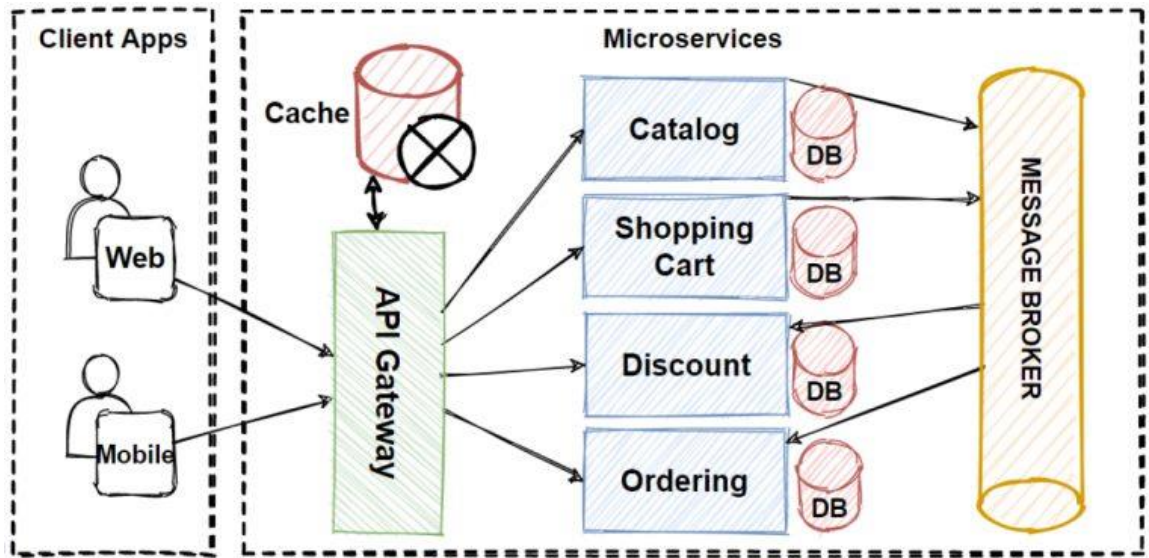 Client Apps
Microservices
Cache
Catalog
DB
Web
Shopping
Cart
DB
API Gateway
MESSAGE BROKER
Discount
DB
Mobile
Ordering
DB